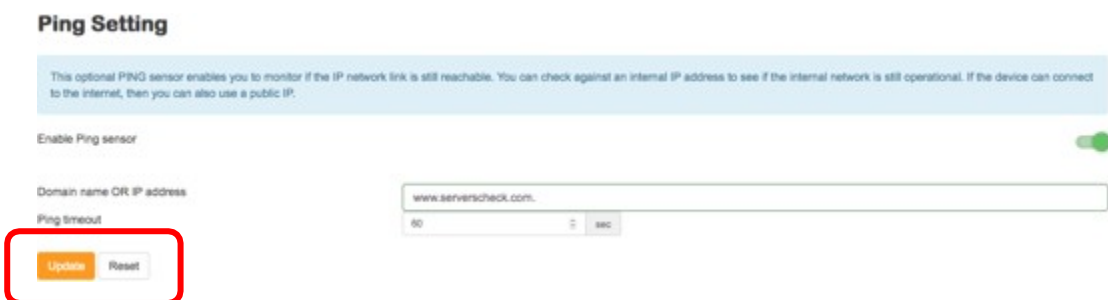 Ping Setting
This optional PING sensor enables you to monitor if the IP network link is still reachable. You can check against an internal IP address to see if the internal network is still operational. If the device can connect
to the internet, then you can also use a public IP.
Enable Ping sensor
Domain name OR IP address www.serverscheck.com.
Ping timeout 60 sec
Update Reset